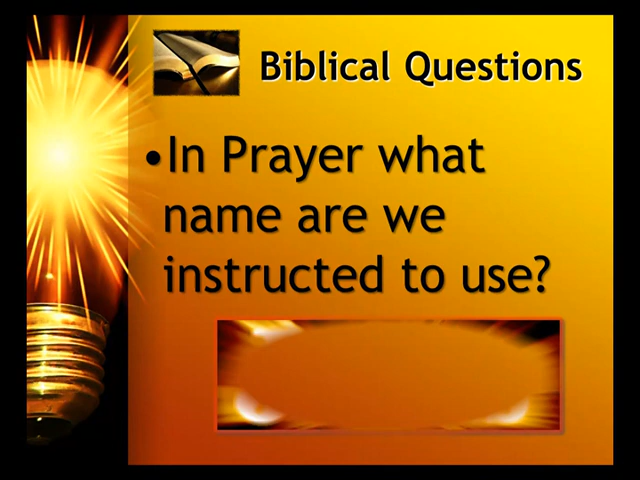 Biblical Questions
•In Prayer what
name are we
instructed to use?